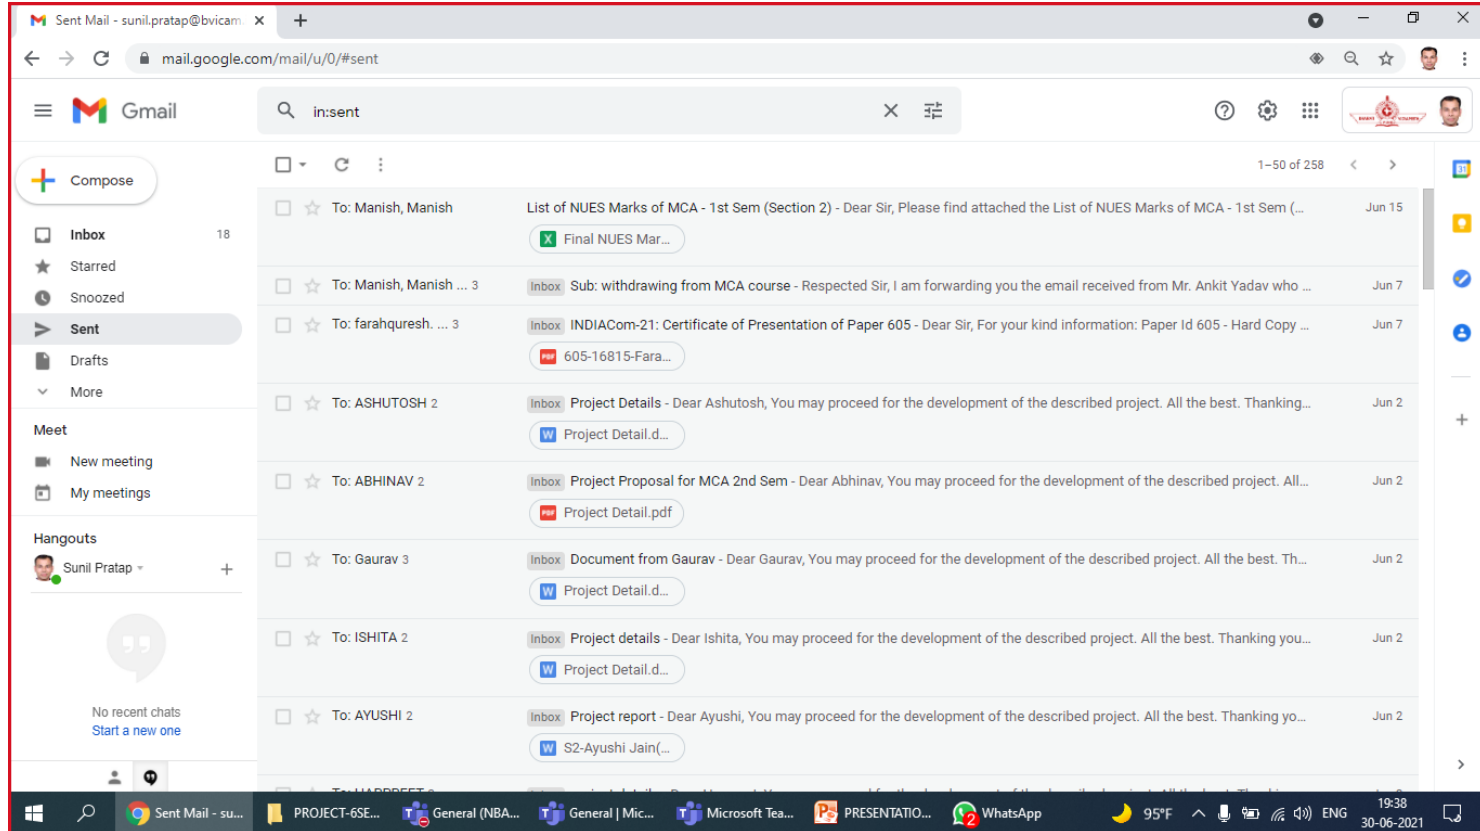 Sent Mail - sunil.pratap@bvicam.
mail.google.com/mail/u/0/#sent
Gmail
in:sent
Compose
1–50 of 258
31
Inbox 18
Starred
Snoozed
Sent
Drafts
More
Meet
New meeting
My meetings
Hangouts
Sunil Pratap
No recent chats
Start a new one
To: Manish, Manish List of NUES Marks of MCA - 1st Sem (Section 2) - Dear Sir, Please find attached the List of NUES Marks of MCA - 1st Sem (... Jun 15
X Final NUES Mar...
To: Manish, Manish ... 3 Inbox Sub: withdrawing from MCA course - Respected Sir, I am forwarding you the email received from Mr. Ankit Yadav who ... Jun 7
To: farahquresh. ... 3 Inbox INDIACom-21: Certificate of Presentation of Paper 605 - Dear Sir, For your kind information: Paper Id 605 - Hard Copy ... Jun 7
PDF 605-16815-Fara...
To: ASHUTOSH 2 Inbox Project Details - Dear Ashutosh, You may proceed for the development of the described project. All the best. Thanking... Jun 2
W Project Detail.d...
To: ABHINAV 2 Inbox Project Proposal for MCA 2nd Sem - Dear Abhinav, You may proceed for the development of the described project. All... Jun 2
PDF Project Detail.pdf
To: Gaurav 3 Inbox Document from Gaurav - Dear Gaurav, You may proceed for the development of the described project. All the best. Th... Jun 2
W Project Detail.d...
To: ISHITA 2 Inbox Project details - Dear Ishita, You may proceed for the development of the described project. All the best. Thanking you... Jun 2
W Project Detail.d...
To: AYUSHI 2 Inbox Project report - Dear Ayushi, You may proceed for the development of the described project. All the best. Thanking yo... Jun 2
W S2-Ayushi Jain(...
Sent Mail - su... PROJECT-6SE... General (NBA... General | Mic... Microsoft Tea... PRESENTATIO... 2 WhatsApp 95°F ENG 19:38
30-06-2021